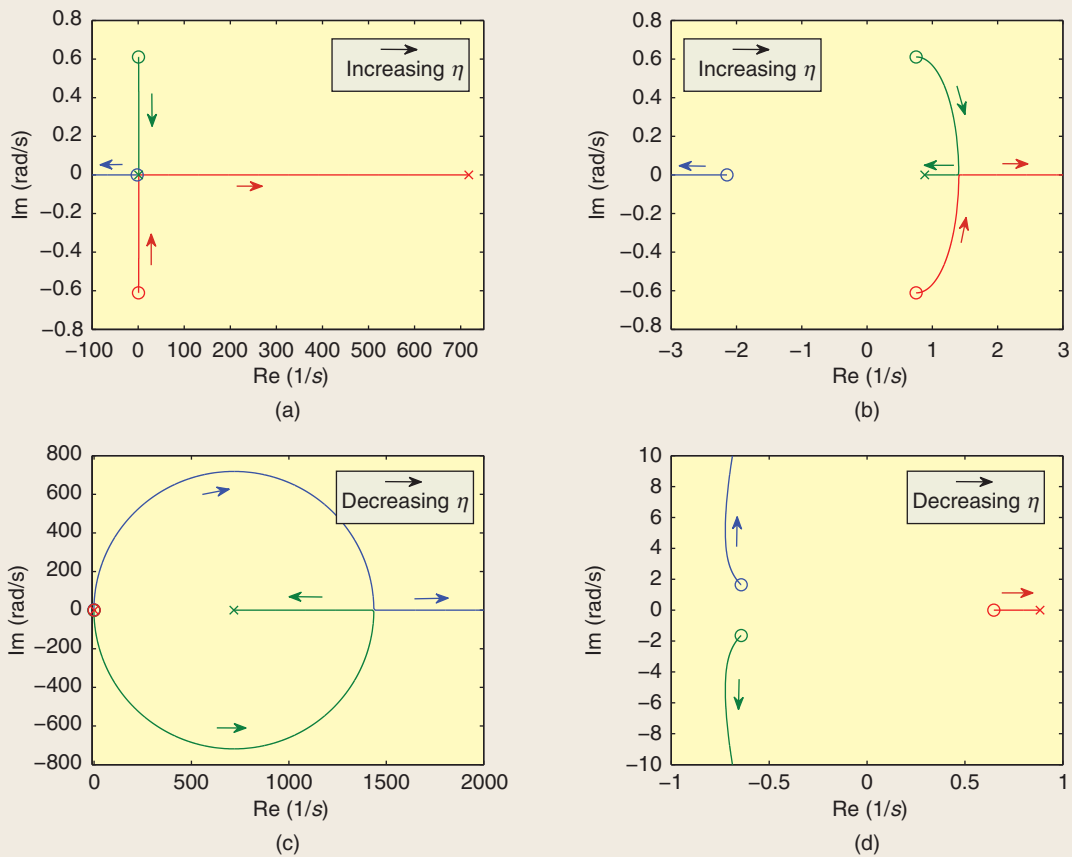 0.8
0.6
0.4
0.2
0
−0.2
−0.4
−0.6
−0.8
Im (rad/s)
Increasing η
−100 0 100 200 300 400 500 600 700
Re (1/s)
(a)
0.8
0.6
0.4
0.2
0
−0.2
−0.4
−0.6
−0.8
Im (rad/s)
Increasing η
−3 −2 −1 0 1 2 3
Re (1/s)
(b)
800
600
400
200
0
−200
−400
−600
−800
Im (rad/s)
Decreasing η
0 500 1000 1500 2000
Re (1/s)
(c)
10
8
6
4
2
0
−2
−4
−6
−8
−10
Im (rad/s)
Decreasing η
−1 −0.5 0 0.5 1
Re (1/s)
(d)